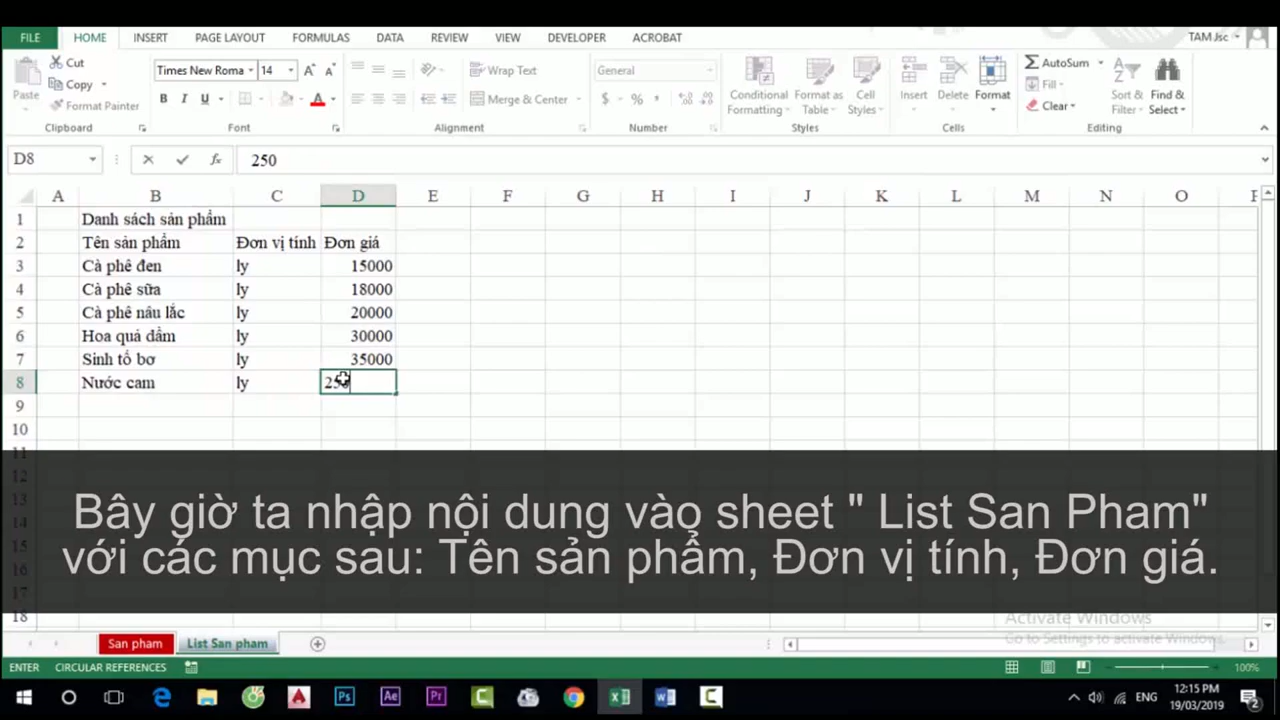 FILE HOME INSERT PAGE LAYOUT FORMULAS DATA REVIEW VIEW DEVELOPER ACROBAT TAM Jsc
Cut Times New Roma 14 Wrap Text General AutoSum
Copy Fill
Paste Format Painter B I U Merge & Center $ % Conditional Formatting Format as Table Cell Styles Insert Delete Format Clear Sort & Filter Find & Select
Clipboard Font Alignment Number Styles Cells Editing
D8 fx 250
A B C D E F G H I J K L M N O
1 Danh sách sản phẩm
2 Tên sản phẩm Đơn vị tính Đơn giá
3 Cà phê đen ly 15000
4 Cà phê sữa ly 18000
5 Cà phê nâu lắc ly 20000
6 Hoa quả dầm ly 30000
7 Sinh tố bơ ly 35000
8 Nước cam ly 250
9
10
11
12
13
14
15
16
17
18
Bây giờ ta nhập nội dung vào sheet " List San Pham"
với các mục sau: Tên sản phẩm, Đơn vị tính, Đơn giá.
Activate Windows
Go to Settings to activate Windows.
San pham List San pham
ENTER CIRCULAR REFERENCES 100%
Ps Ae Pr ENG 12:15 PM
19/03/2019 2